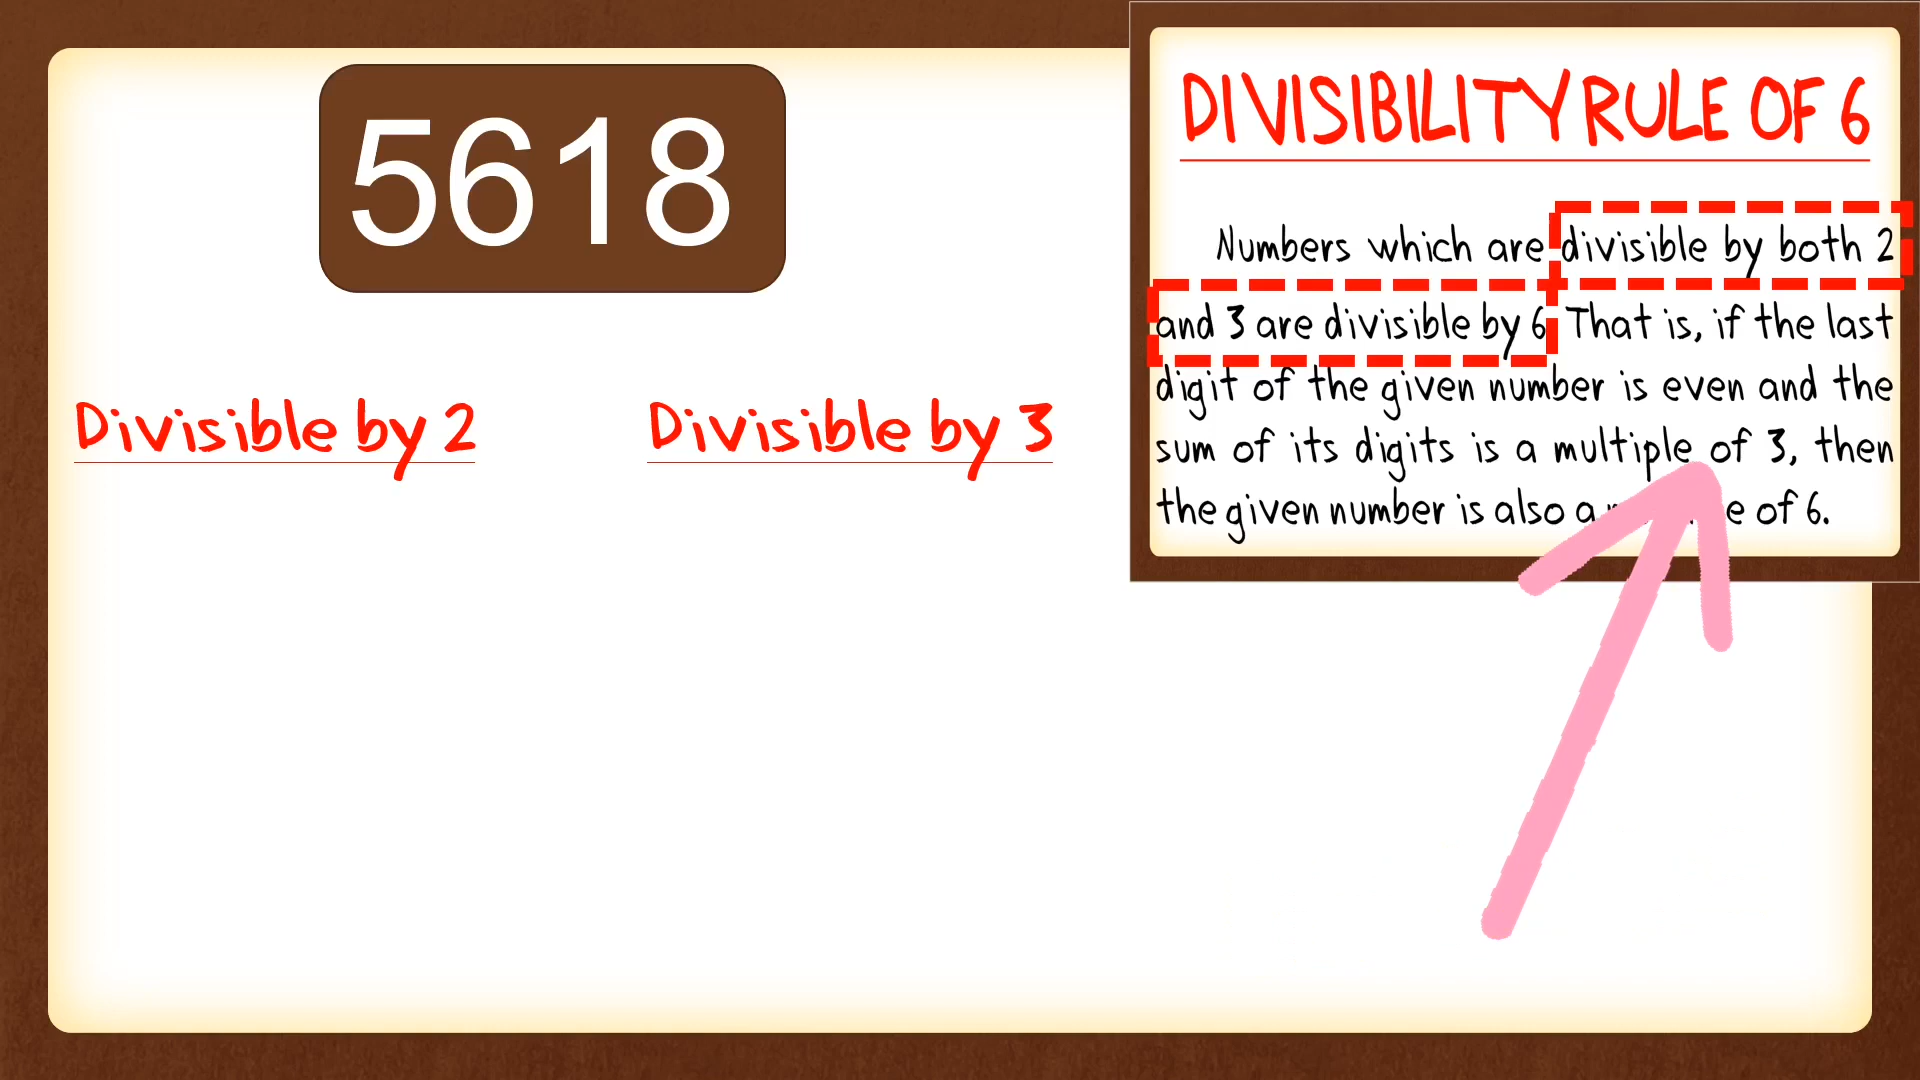 5618
Divisible by 2
Divisible by 3
DIVISIBILITY RULE OF 6
Numbers which are divisible by both 2
and 3 are divisible by 6 That is, if the last
digit of the given number is even and the
sum of its digits is a multiple of 3, then
the given number is also a of 6.